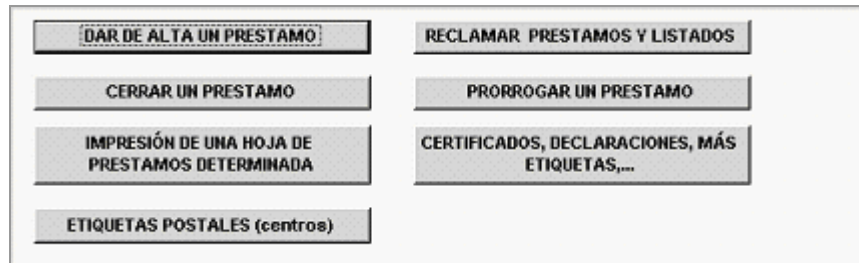 DAR DE ALTA UN PRESTAMO
RECLAMAR PRESTAMOS Y LISTADOS
CERRAR UN PRESTAMO
PRORROGAR UN PRESTAMO
IMPRESIÓN DE UNA HOJA DE
PRESTAMOS DETERMINADA
CERTIFICADOS, DECLARACIONES, MÁS
ETIQUETAS,...
ETIQUETAS POSTALES (centros)